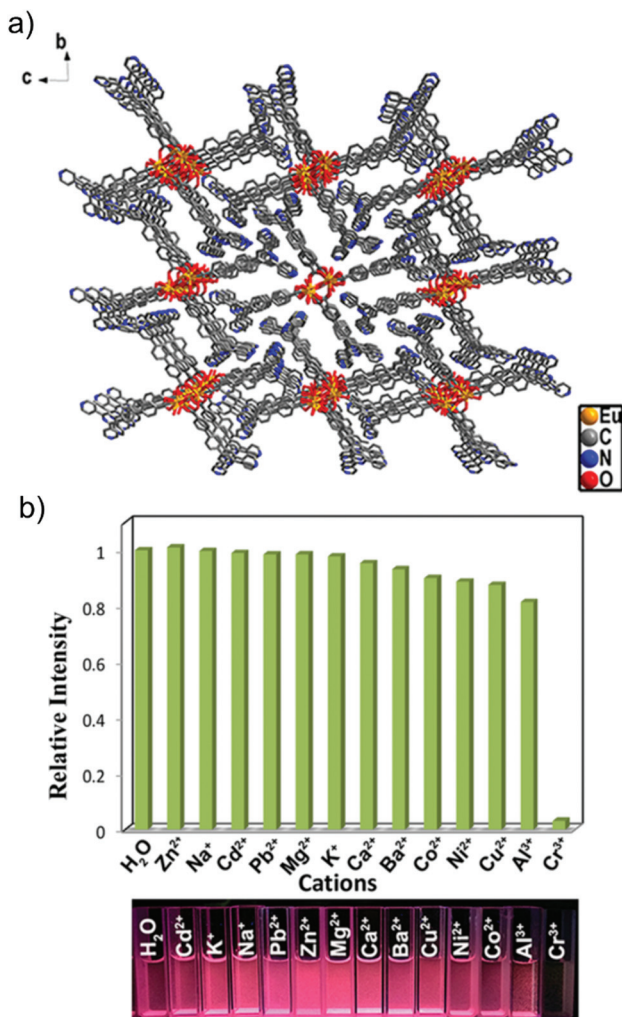 a)
b
c
Eu
C
N
O
b)
Relative Intensity
1
0.8
0.6
0.4
0.2
0
H₂O Zn²⁺ Na⁺ Cd²⁺ Pb²⁺ Mg²⁺ K⁺ Ca²⁺ Ba²⁺ Co²⁺ Ni²⁺ Cu²⁺ Al³⁺ Cr³⁺
Cations
H₂O Cd²⁺ K⁺ Na⁺ Pb²⁺ Zn²⁺ Mg²⁺ Ca²⁺ Ba²⁺ Cu²⁺ Ni²⁺ Co²⁺ Al³⁺ Cr³⁺